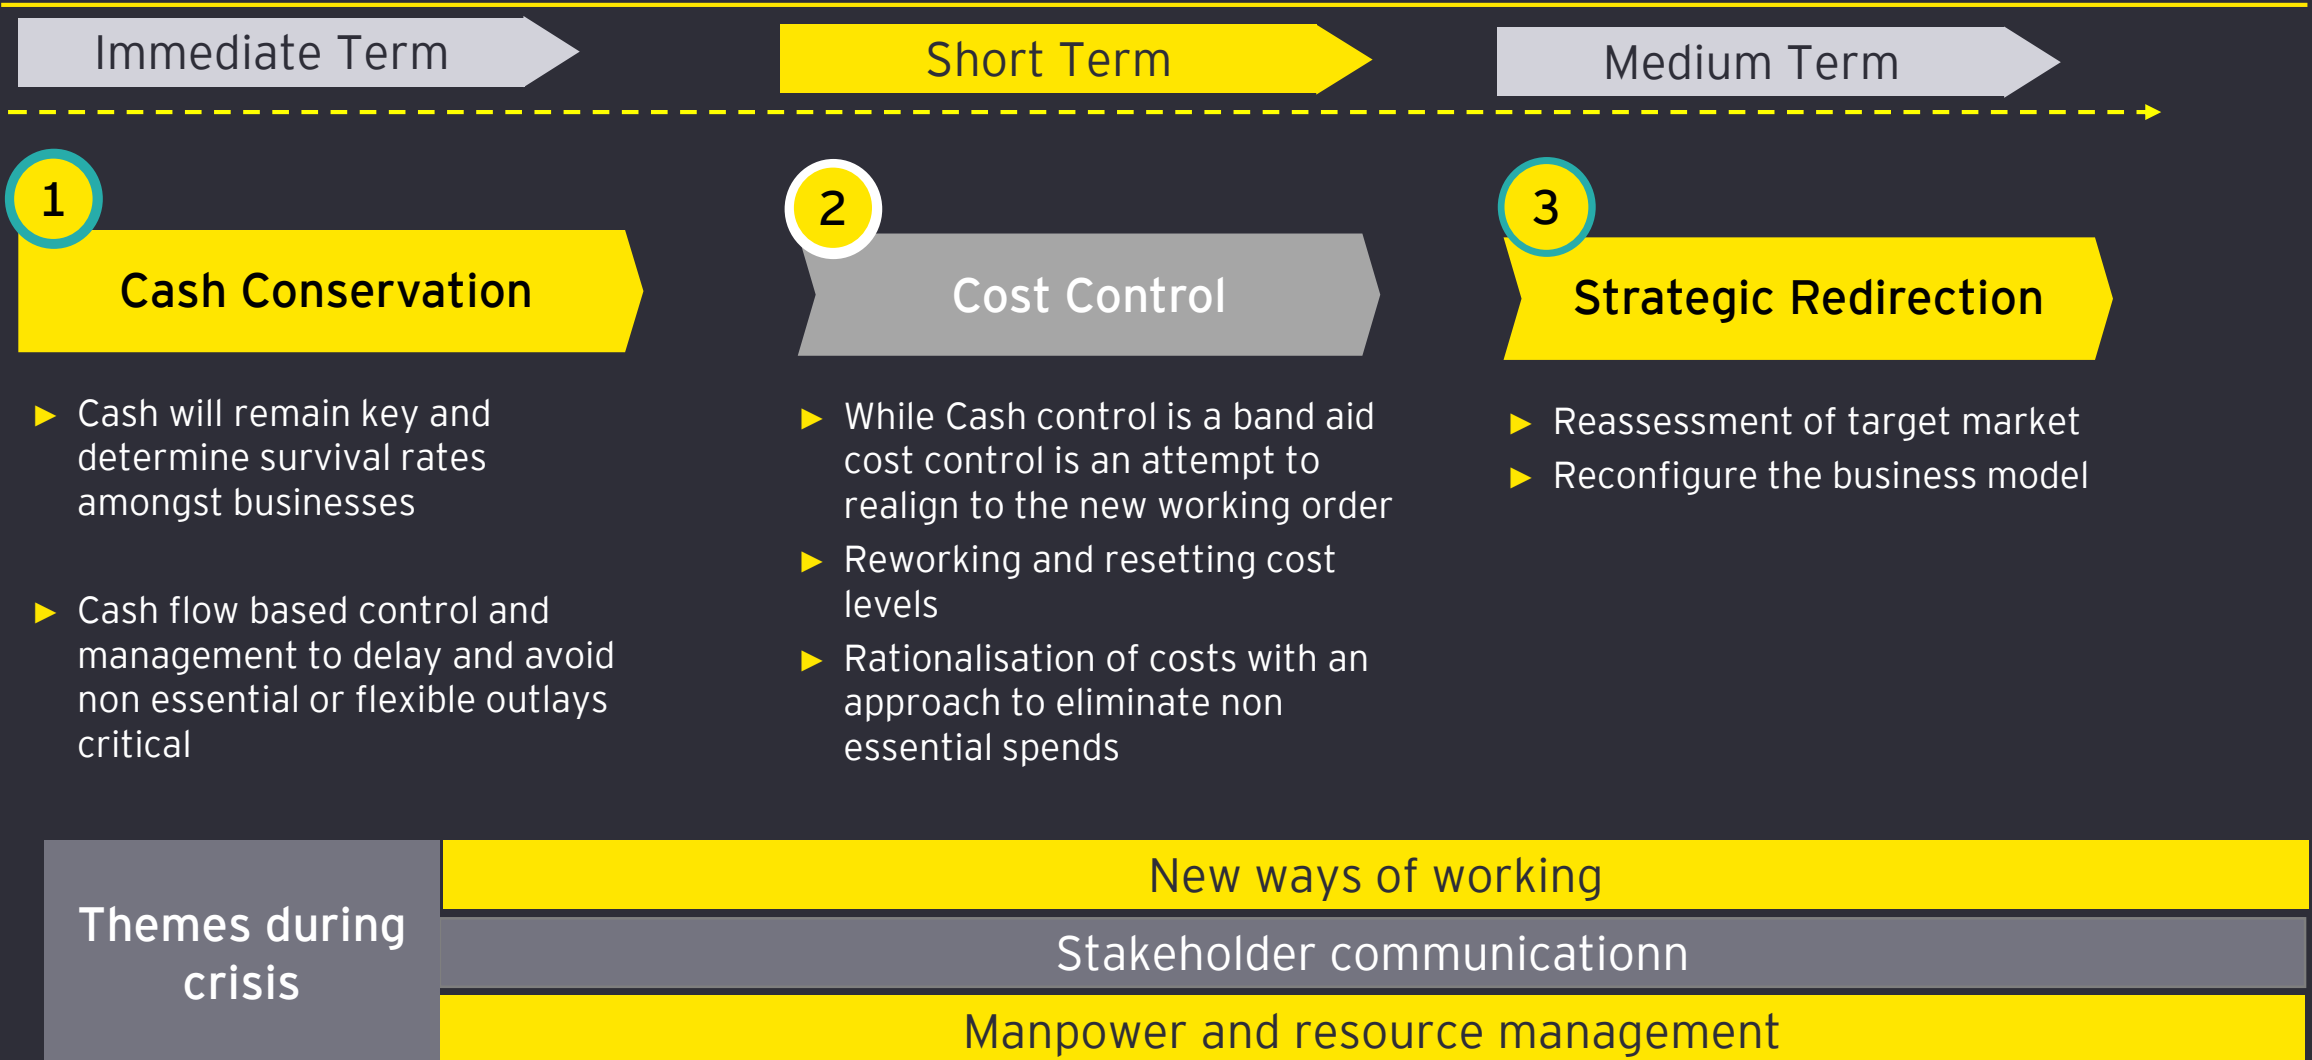 Immediate Term
Short Term
Medium Term
1
Cash Conservation
► Cash will remain key and
determine survival rates
amongst businesses
► Cash flow based control and
management to delay and avoid
non essential or flexible outlays
critical
2
Cost Control
► While Cash control is a band aid
cost control is an attempt to
realign to the new working order
► Reworking and resetting cost
levels
► Rationalisation of costs with an
approach to eliminate non
essential spends
3
Strategic Redirection
► Reassessment of target market
► Reconfigure the business model
Themes during
crisis
New ways of working
Stakeholder communicationn
Manpower and resource management